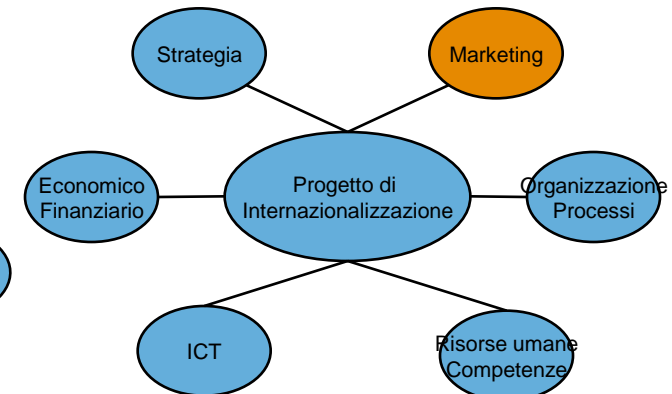 Strategia
Marketing
Economico
Finanziario
Progetto di
Internazionalizzazione
Organizzazione
Processi
ICT
Risorse umane
Competenze